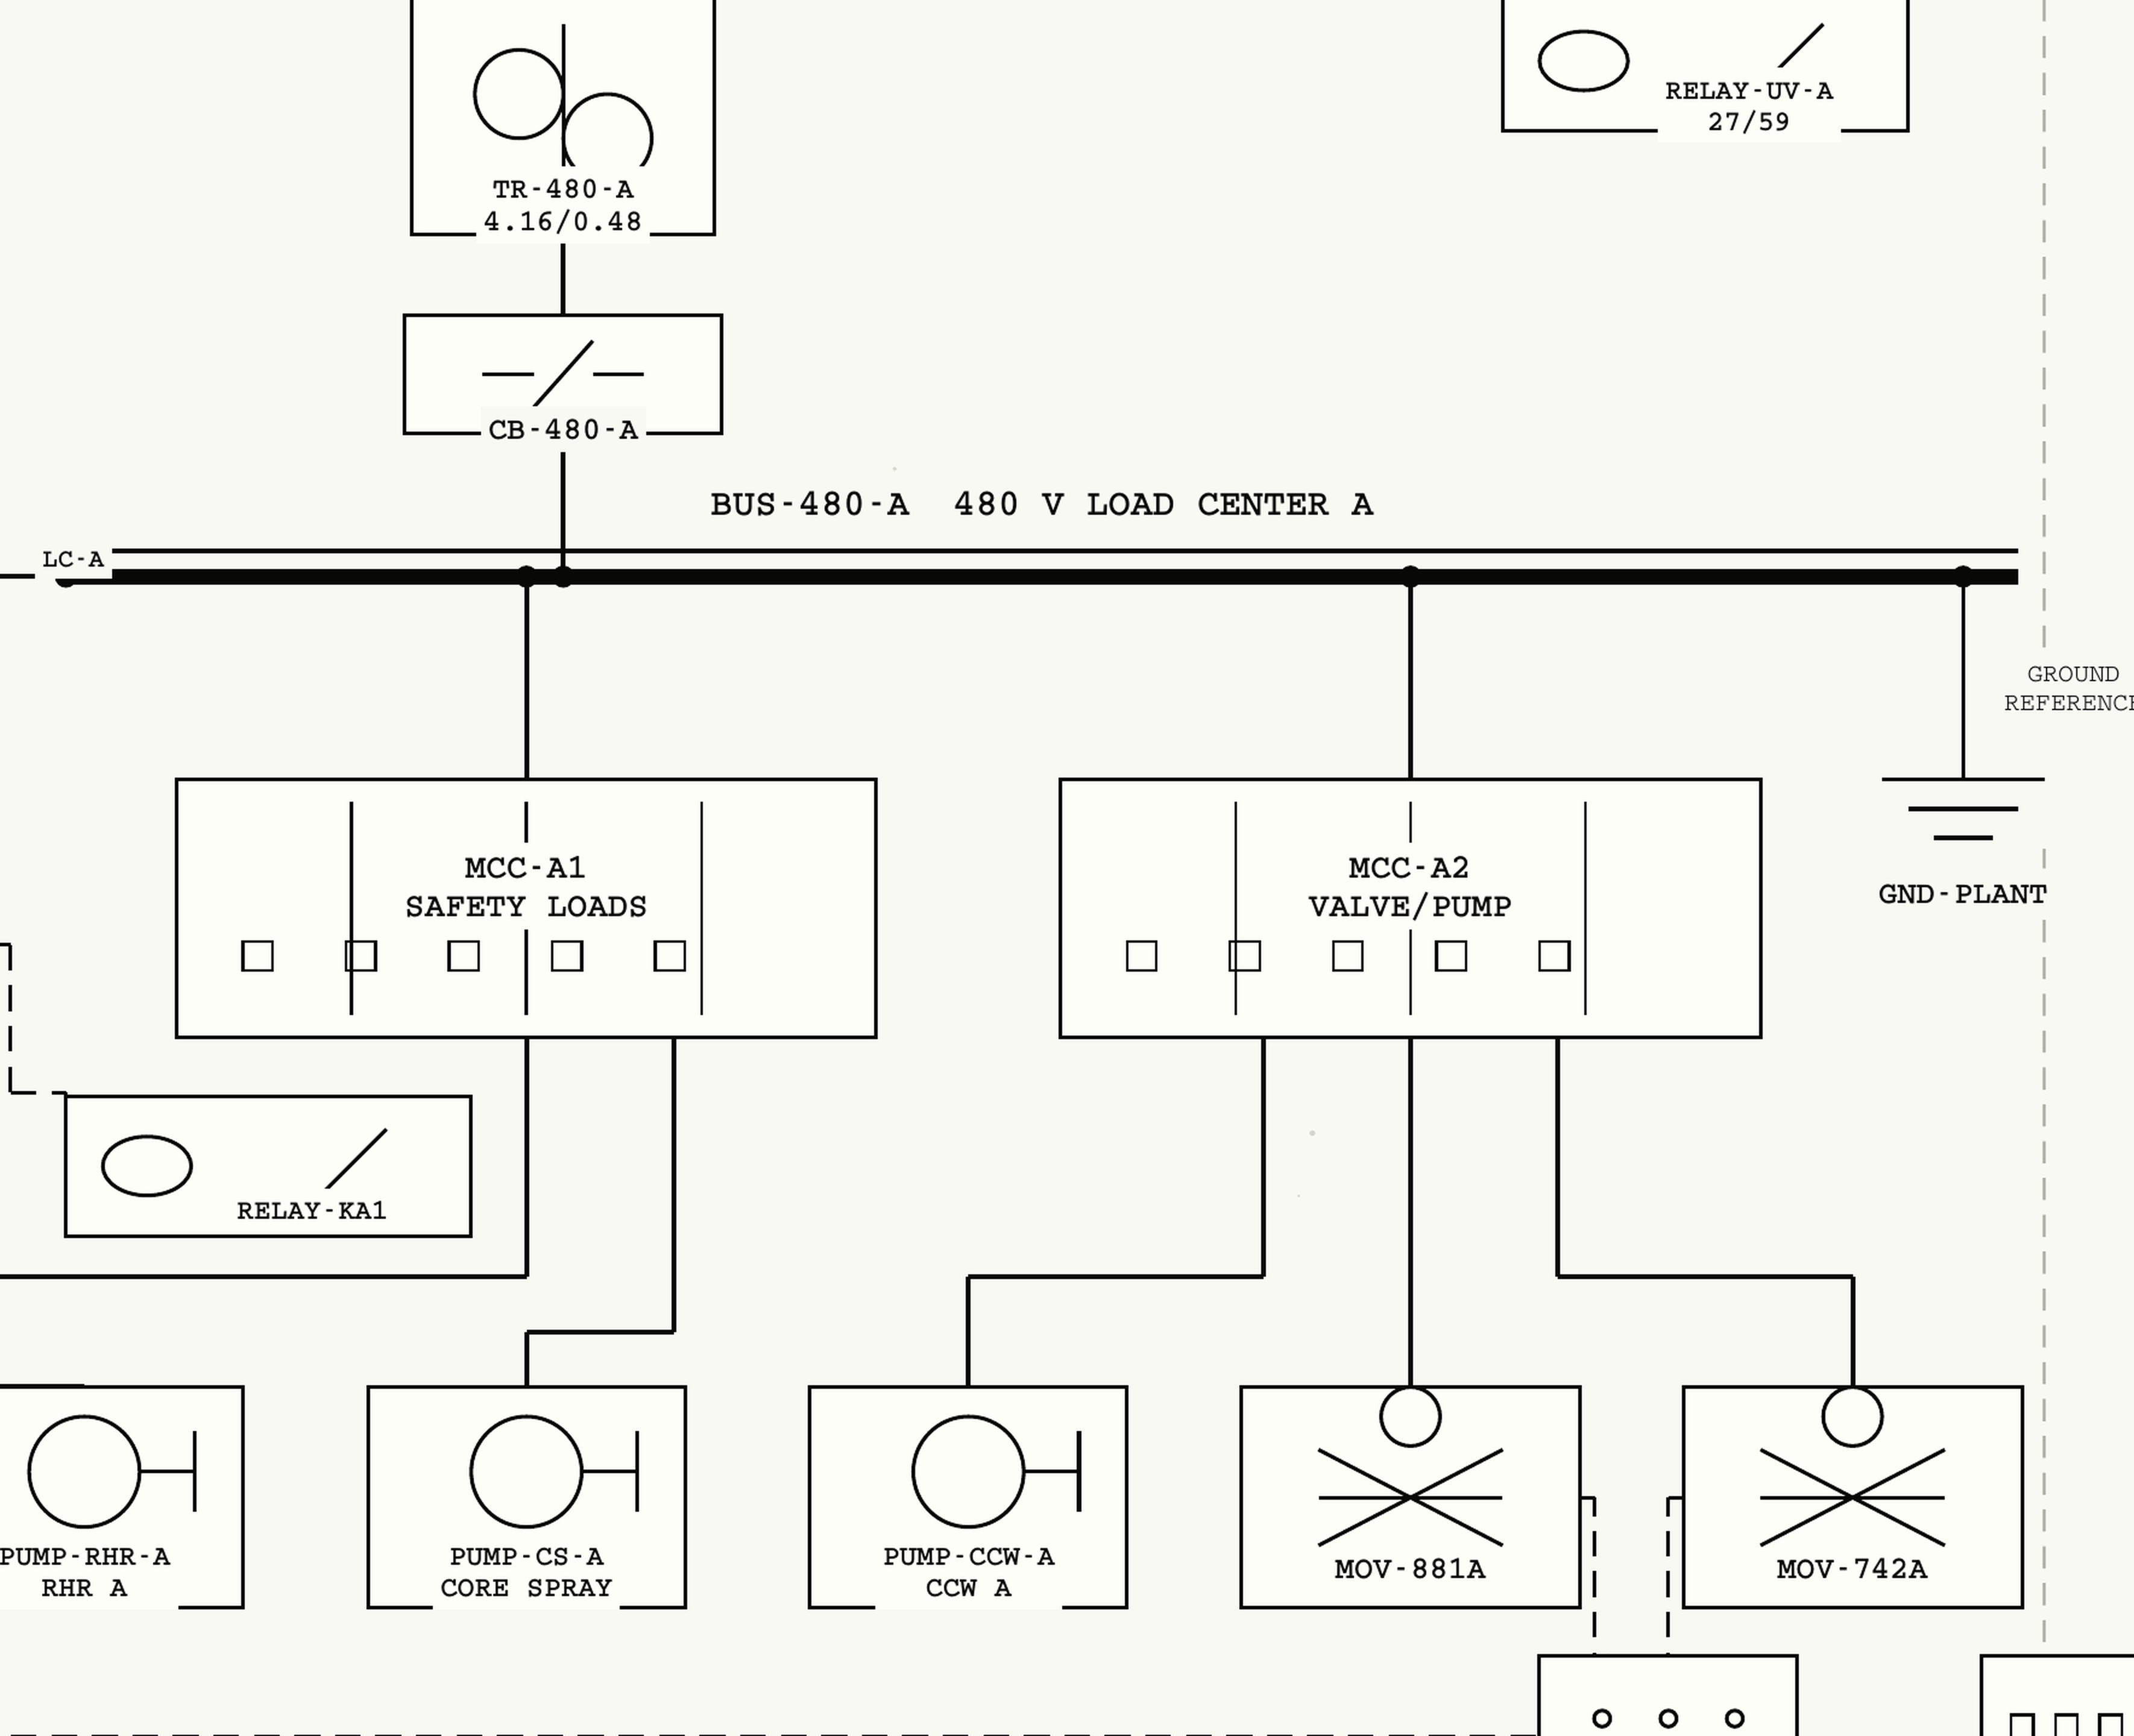 RELAY-UV-A
27/59
TR-480-A
4.16/0.48
CB-480-A
BUS-480-A 480 V LOAD CENTER A
LC-A
GROUND
REFERENCE
MCC-A1
SAFETY LOADS
MCC-A2
VALVE/PUMP
GND-PLANT
RELAY-KA1
PUMP-RHR-A
RHR A
PUMP-CS-A
CORE SPRAY
PUMP-CCW-A
CCW A
MOV-881A
MOV-742A